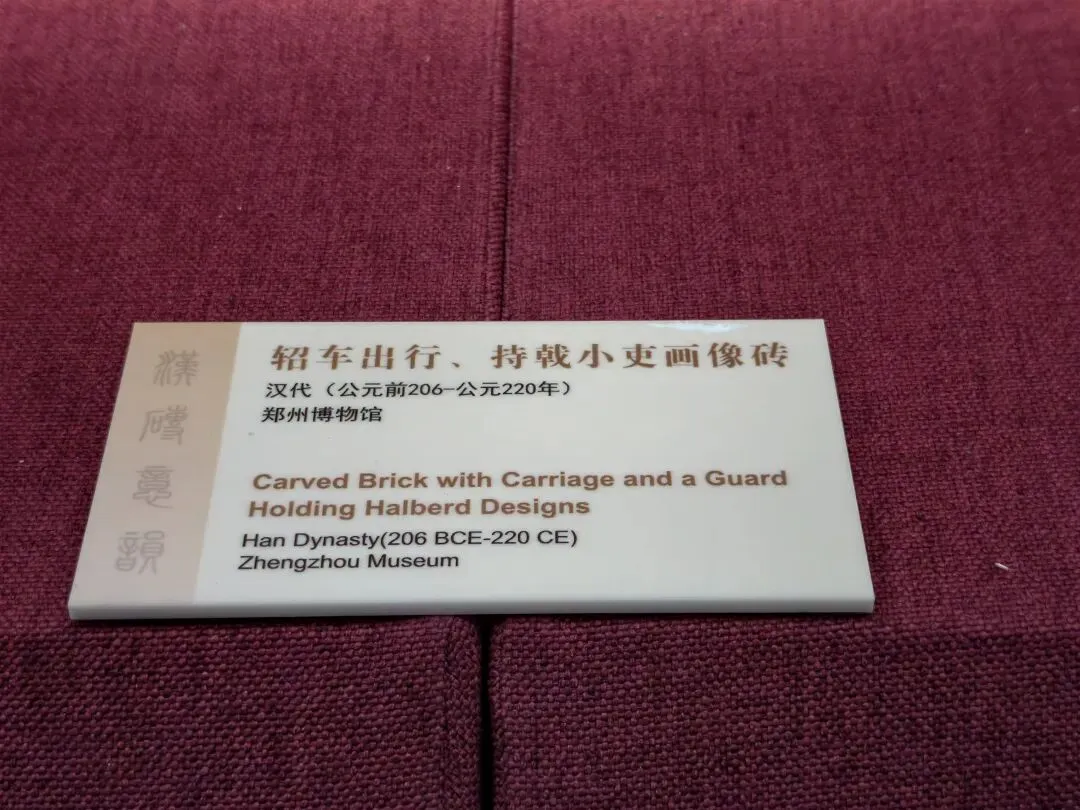 漢磚意韻
轺车出行、持戟小吏画像砖
汉代（公元前206-公元220年）
郑州博物馆
Carved Brick with Carriage and a Guard
Holding Halberd Designs
Han Dynasty(206 BCE-220 CE)
Zhengzhou Museum